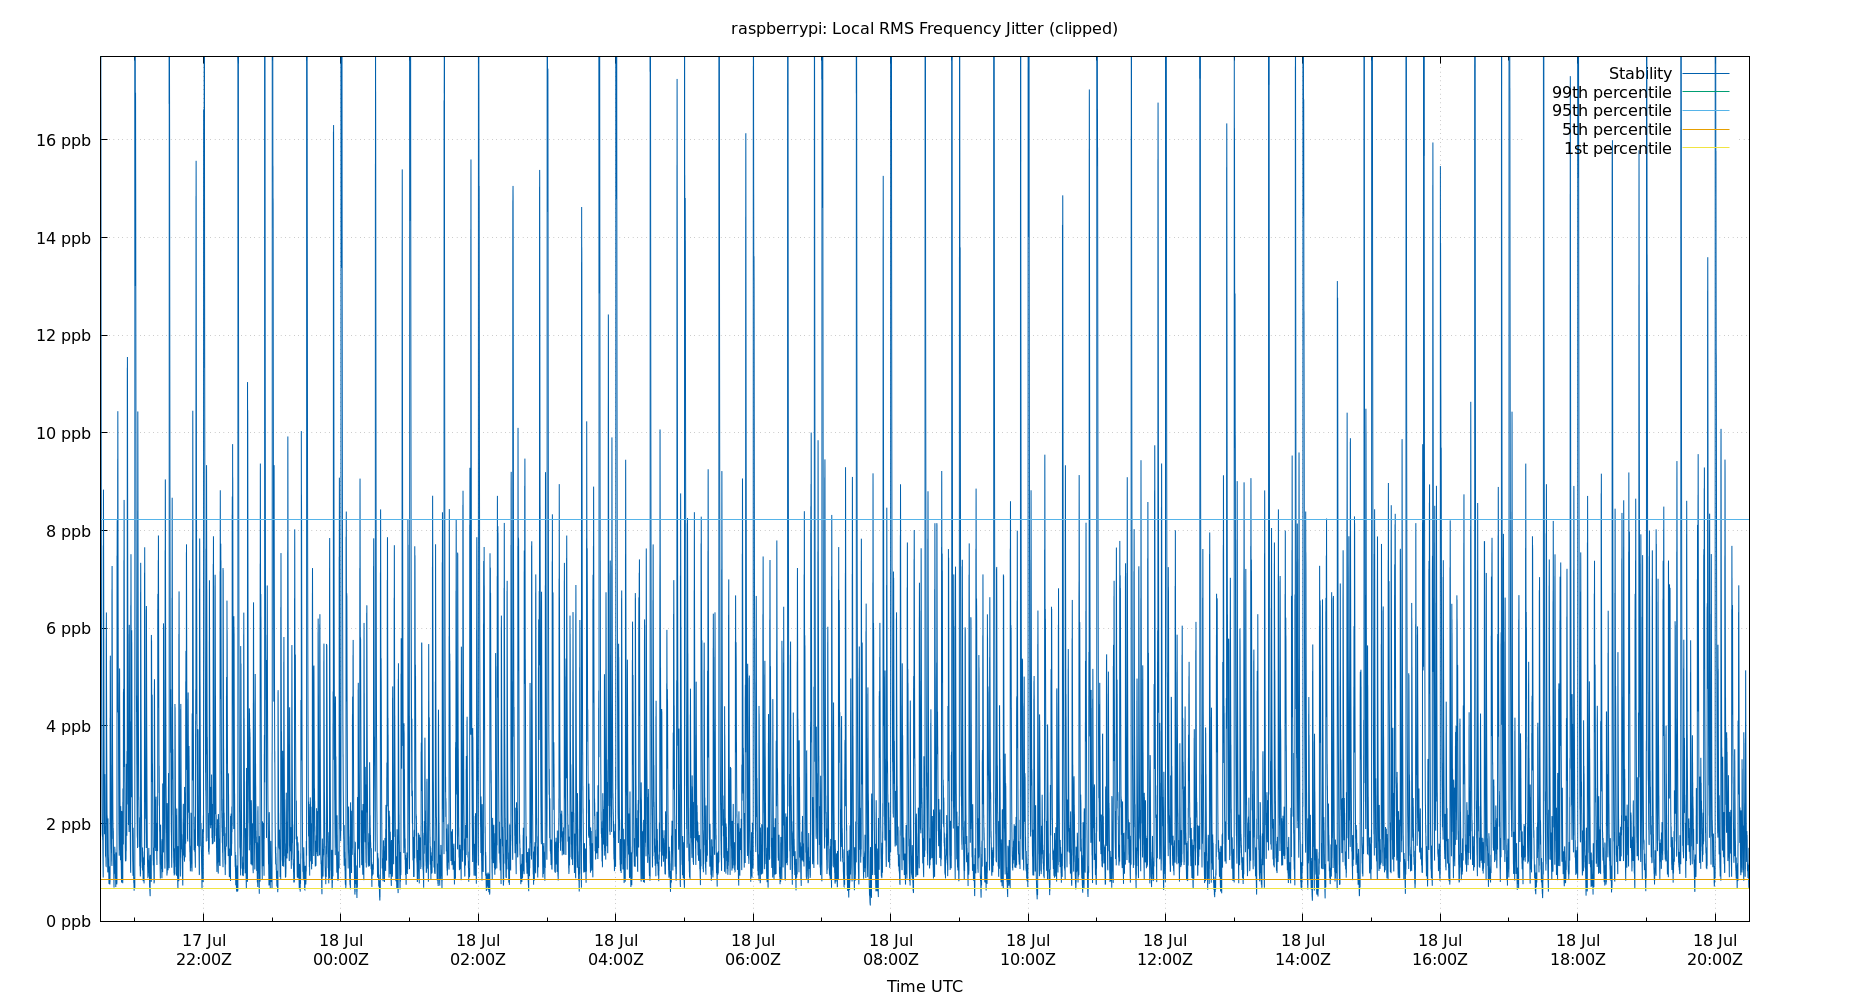 raspberrypi: Local RMS Frequency Jitter (clipped)
Stability
99th percentile
95th percentile
5th percentile
1st percentile
16 ppb
14 ppb
12 ppb
10 ppb
8 ppb
6 ppb
4 ppb
2 ppb
0 ppb
17 Jul 18 Jul 18 Jul 18 Jul 18 Jul 18 Jul 18 Jul 18 Jul 18 Jul 18 Jul 18 Jul 18 Jul
22:00Z 00:00Z 02:00Z 04:00Z 06:00Z 08:00Z 10:00Z 12:00Z 14:00Z 16:00Z 18:00Z 20:00Z
Time UTC